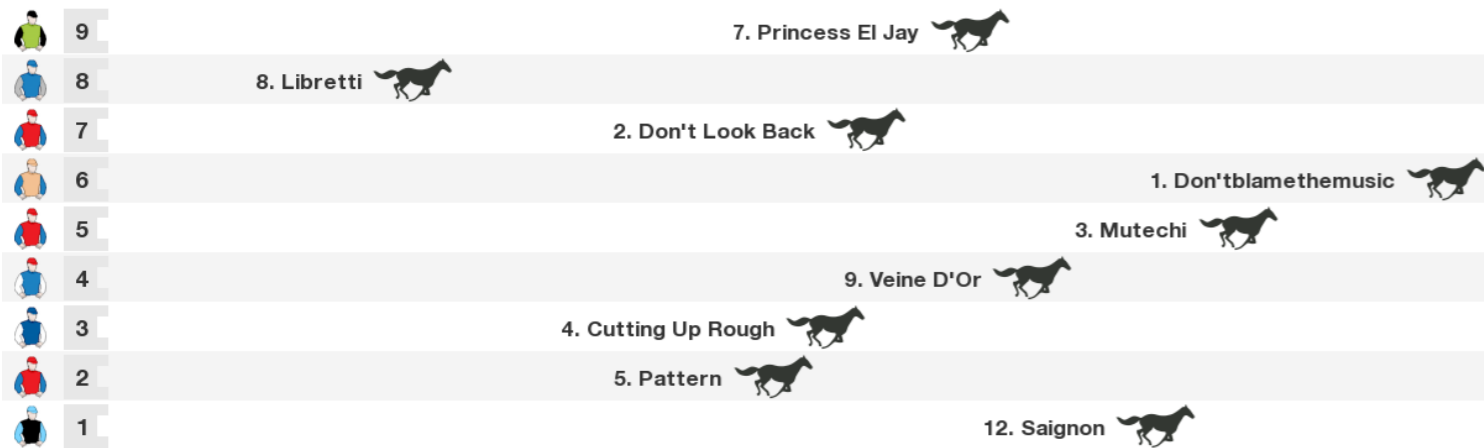 9 7. Princess El Jay
8 8. Libretti
7 2. Don't Look Back
6 1. Don'tblamethemusic
5 3. Mutechi
4 9. Veine D'Or
3 4. Cutting Up Rough
2 5. Pattern
1 12. Saignon